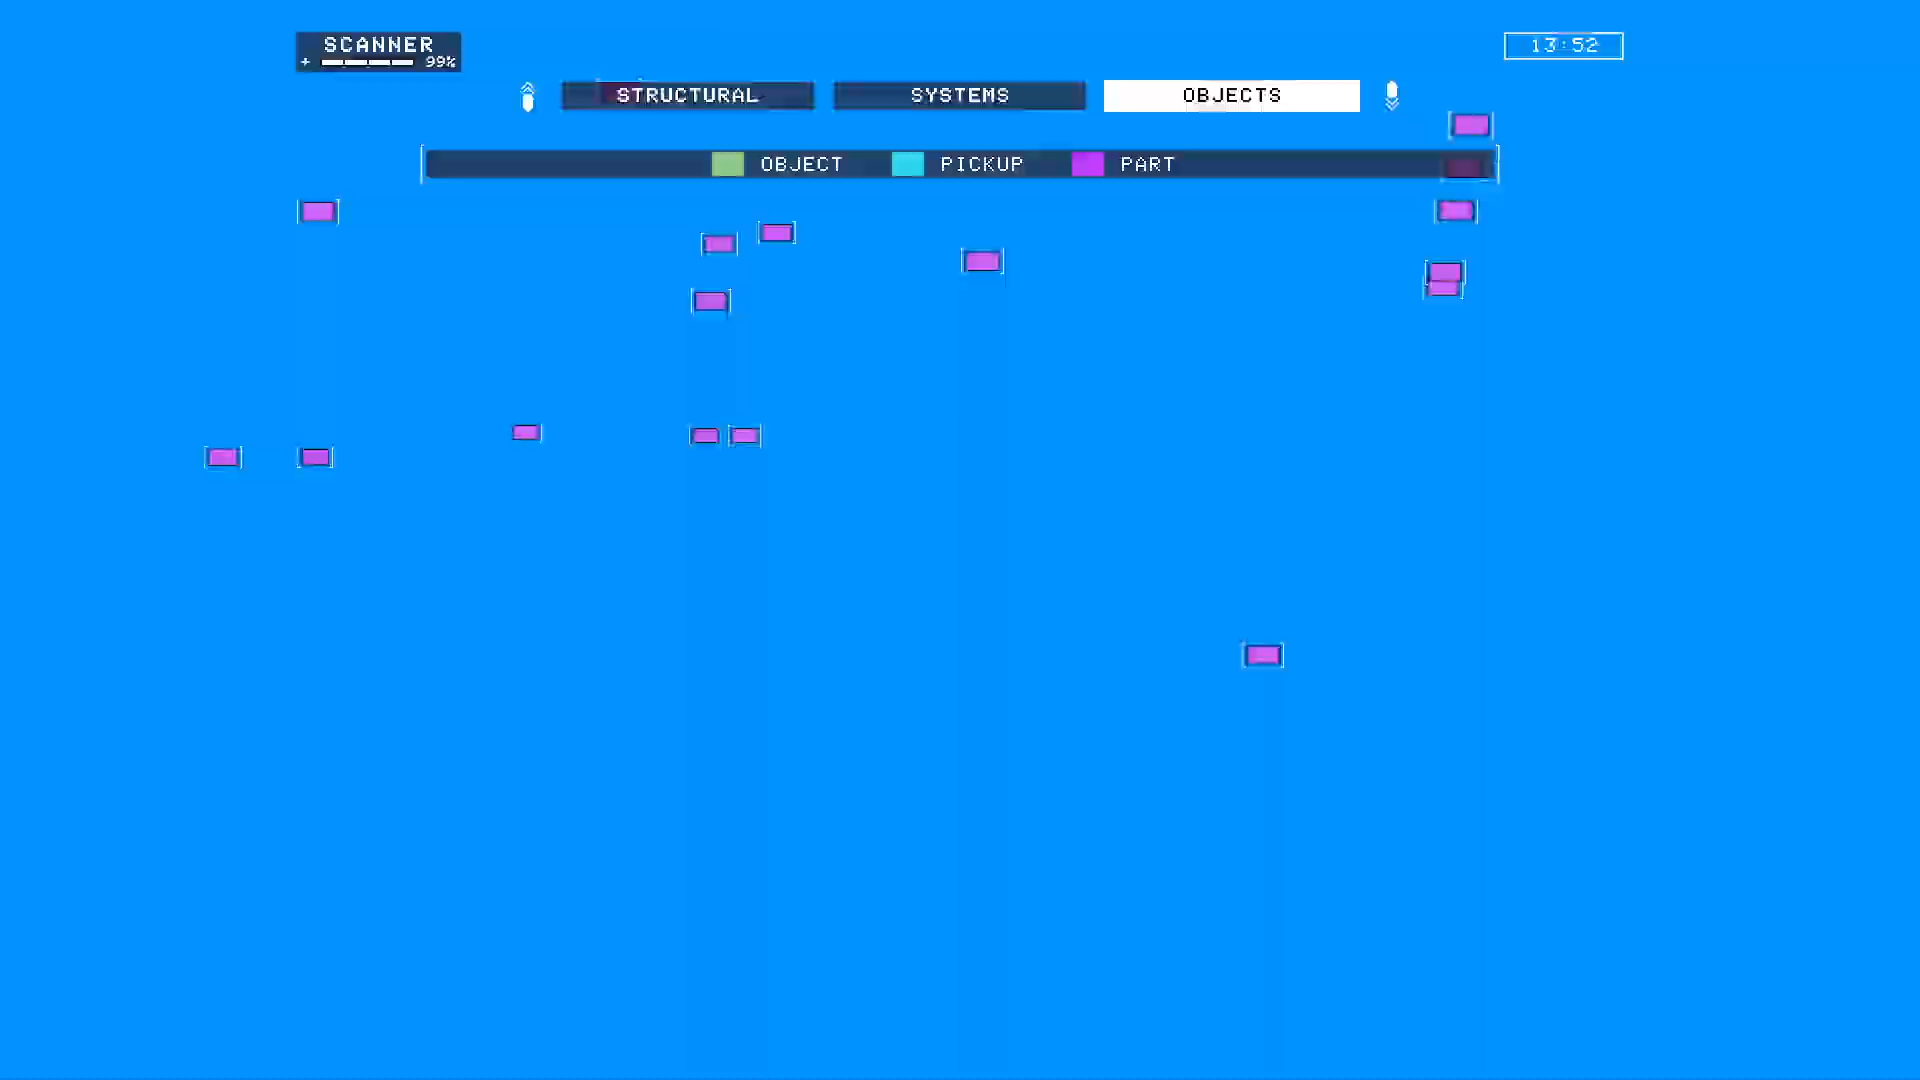 SCANNER
+ 99%
13:52
STRUCTURAL SYSTEMS OBJECTS
OBJECT PICKUP PART